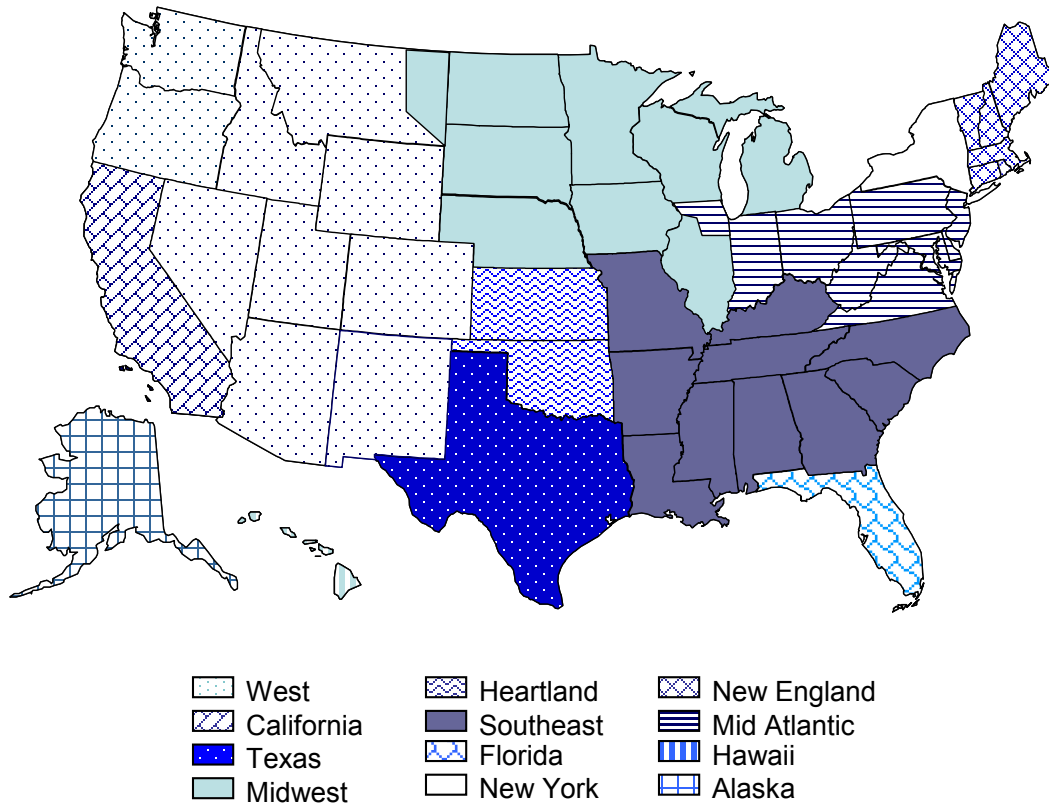 West
California
Texas
Midwest
Heartland
Southeast
Florida
New York
New England
Mid Atlantic
Hawaii
Alaska